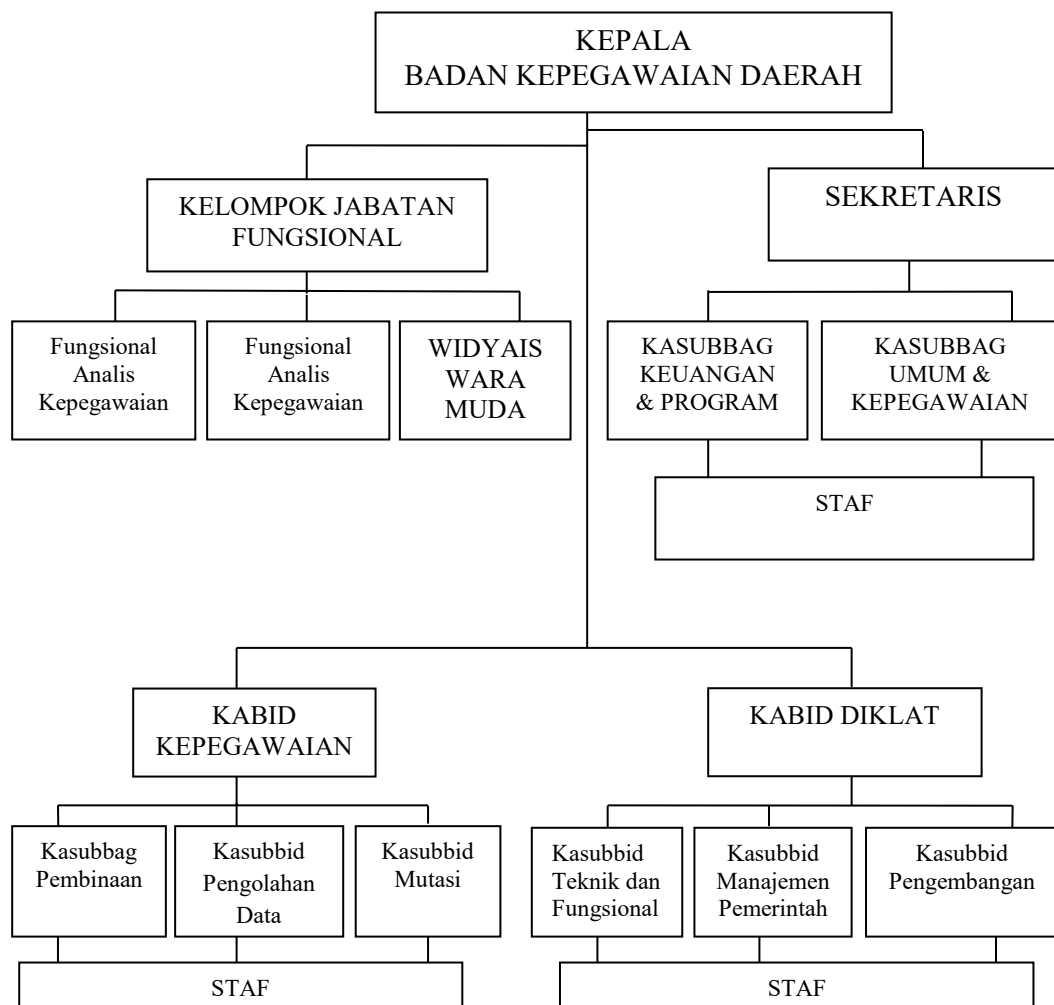 KEPALA
BADAN KEPEGAWAIAN DAERAH
KELOMPOK JABATAN
FUNGSIONAL
SEKRETARIS
Fungsional
Analis
Kepegawaian
Fungsional
Analis
Kepegawaian
WIDYAIS
WARA
MUDA
KASUBBAG
KEUANGAN
& PROGRAM
KASUBBAG
UMUM &
KEPEGAWAIAN
STAF
KABID
KEPEGAWAIAN
KABID DIKLAT
Kasubbag
Pembinaan
Kasubbid
Pengolahan
Data
Kasubbid
Mutasi
Kasubbid
Teknik dan
Fungsional
Kasubbid
Manajemen
Pemerintah
Kasubbid
Pengembangan
STAF
STAF